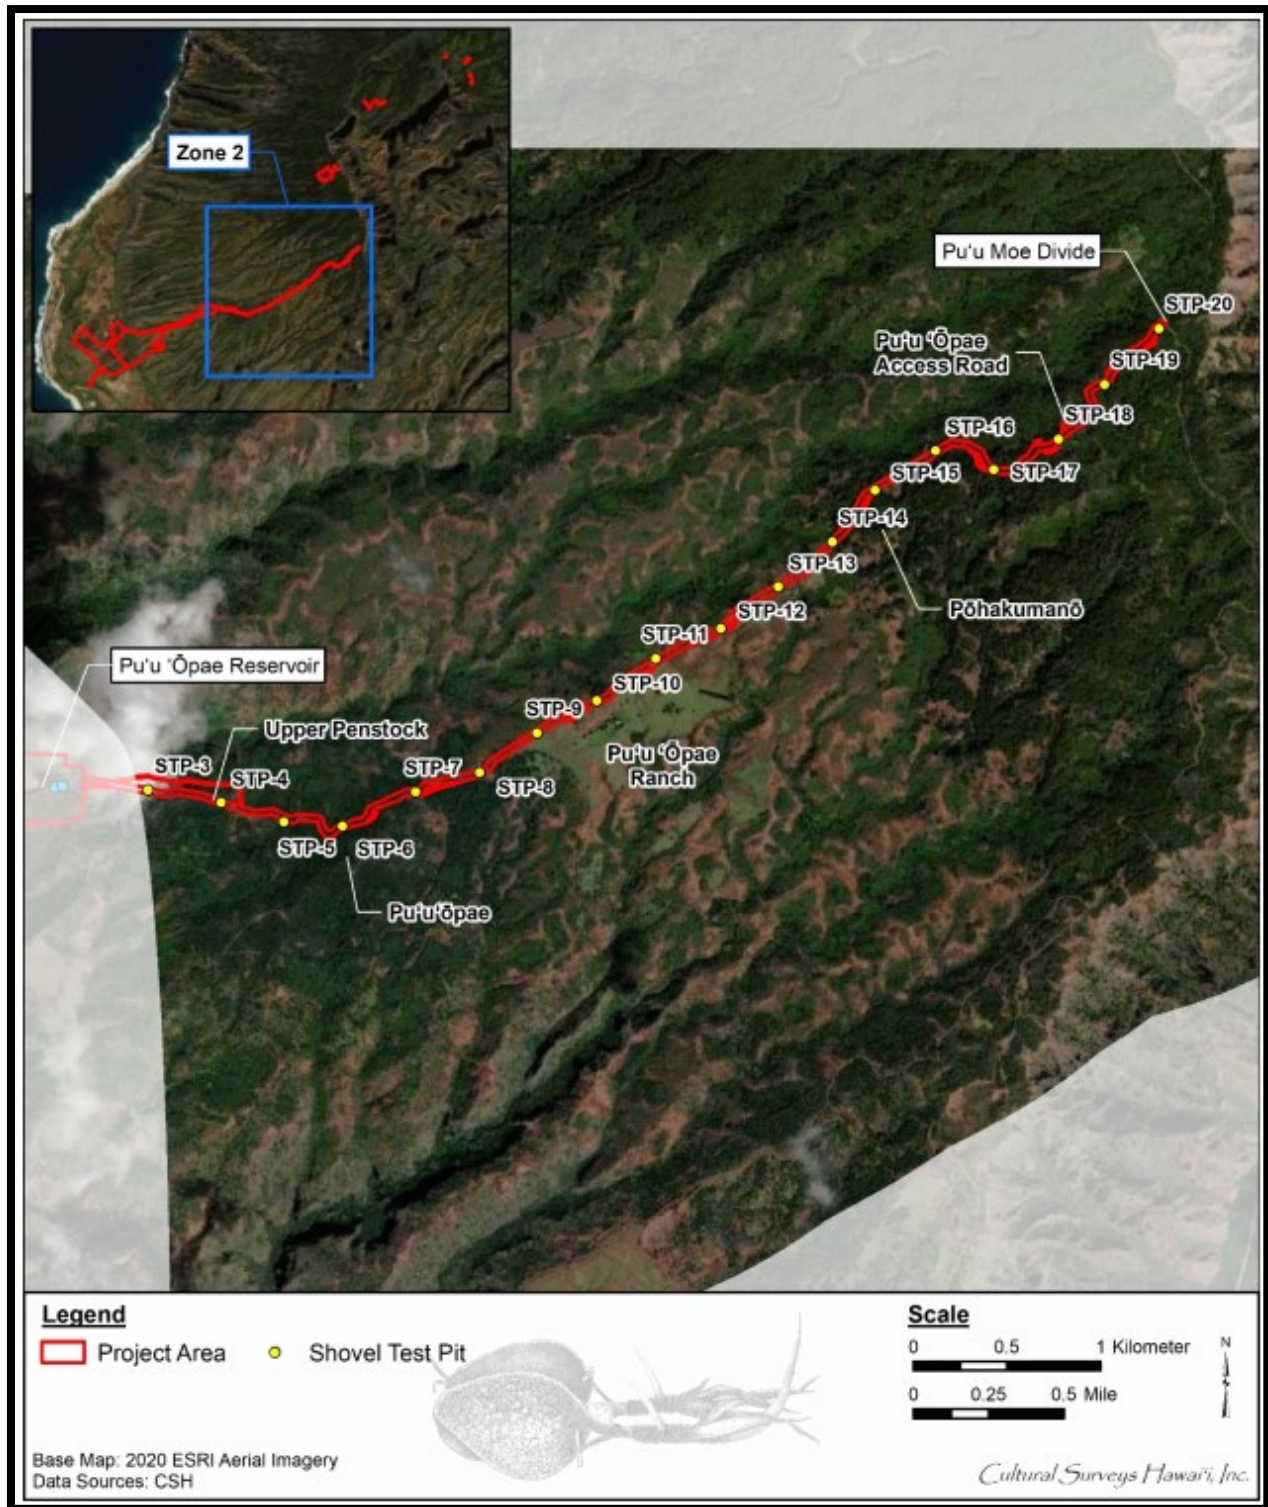 Zone 2
Pu‘u Moe Divide
STP-20
Pu‘u ‘Ōpae
Access Road
STP-19
STP-18
STP-16
STP-15
STP-17
STP-14
STP-13
Pōhakumanō
STP-12
STP-11
Pu‘u ‘Ōpae Reservoir
STP-10
STP-9
Upper Penstock
Pu‘u ‘Ōpae
Ranch
STP-3
STP-7
STP-4
STP-8
STP-5
STP-6
Pu‘u‘ōpae
Legend
Project Area
Shovel Test Pit
Scale
0 0.5 1 Kilometer
0 0.25 0.5 Mile
N
Base Map: 2020 ESRI Aerial Imagery
Data Sources: CSH
Cultural Surveys Hawai‘i, Inc.